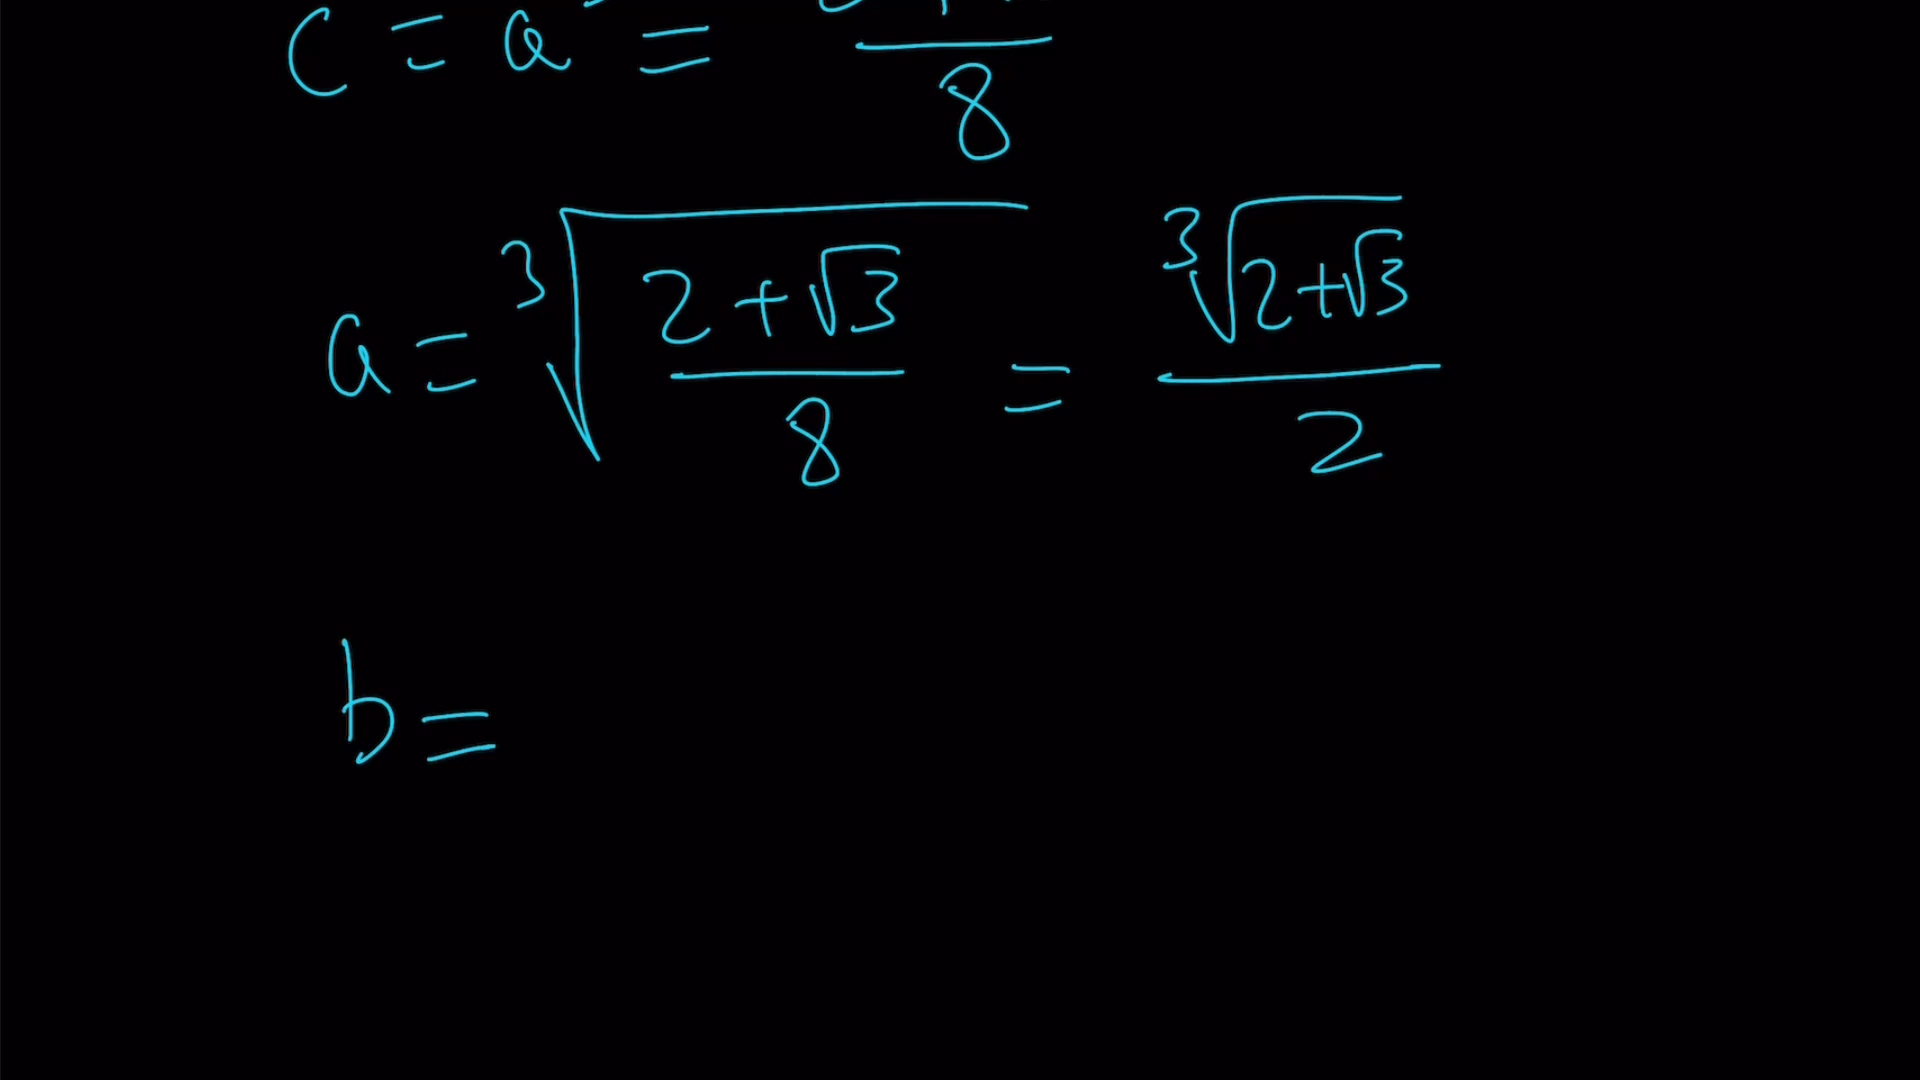 c = a = /8
a = ∛((2+√3)/8) = ∛(2+√3)/2
b =